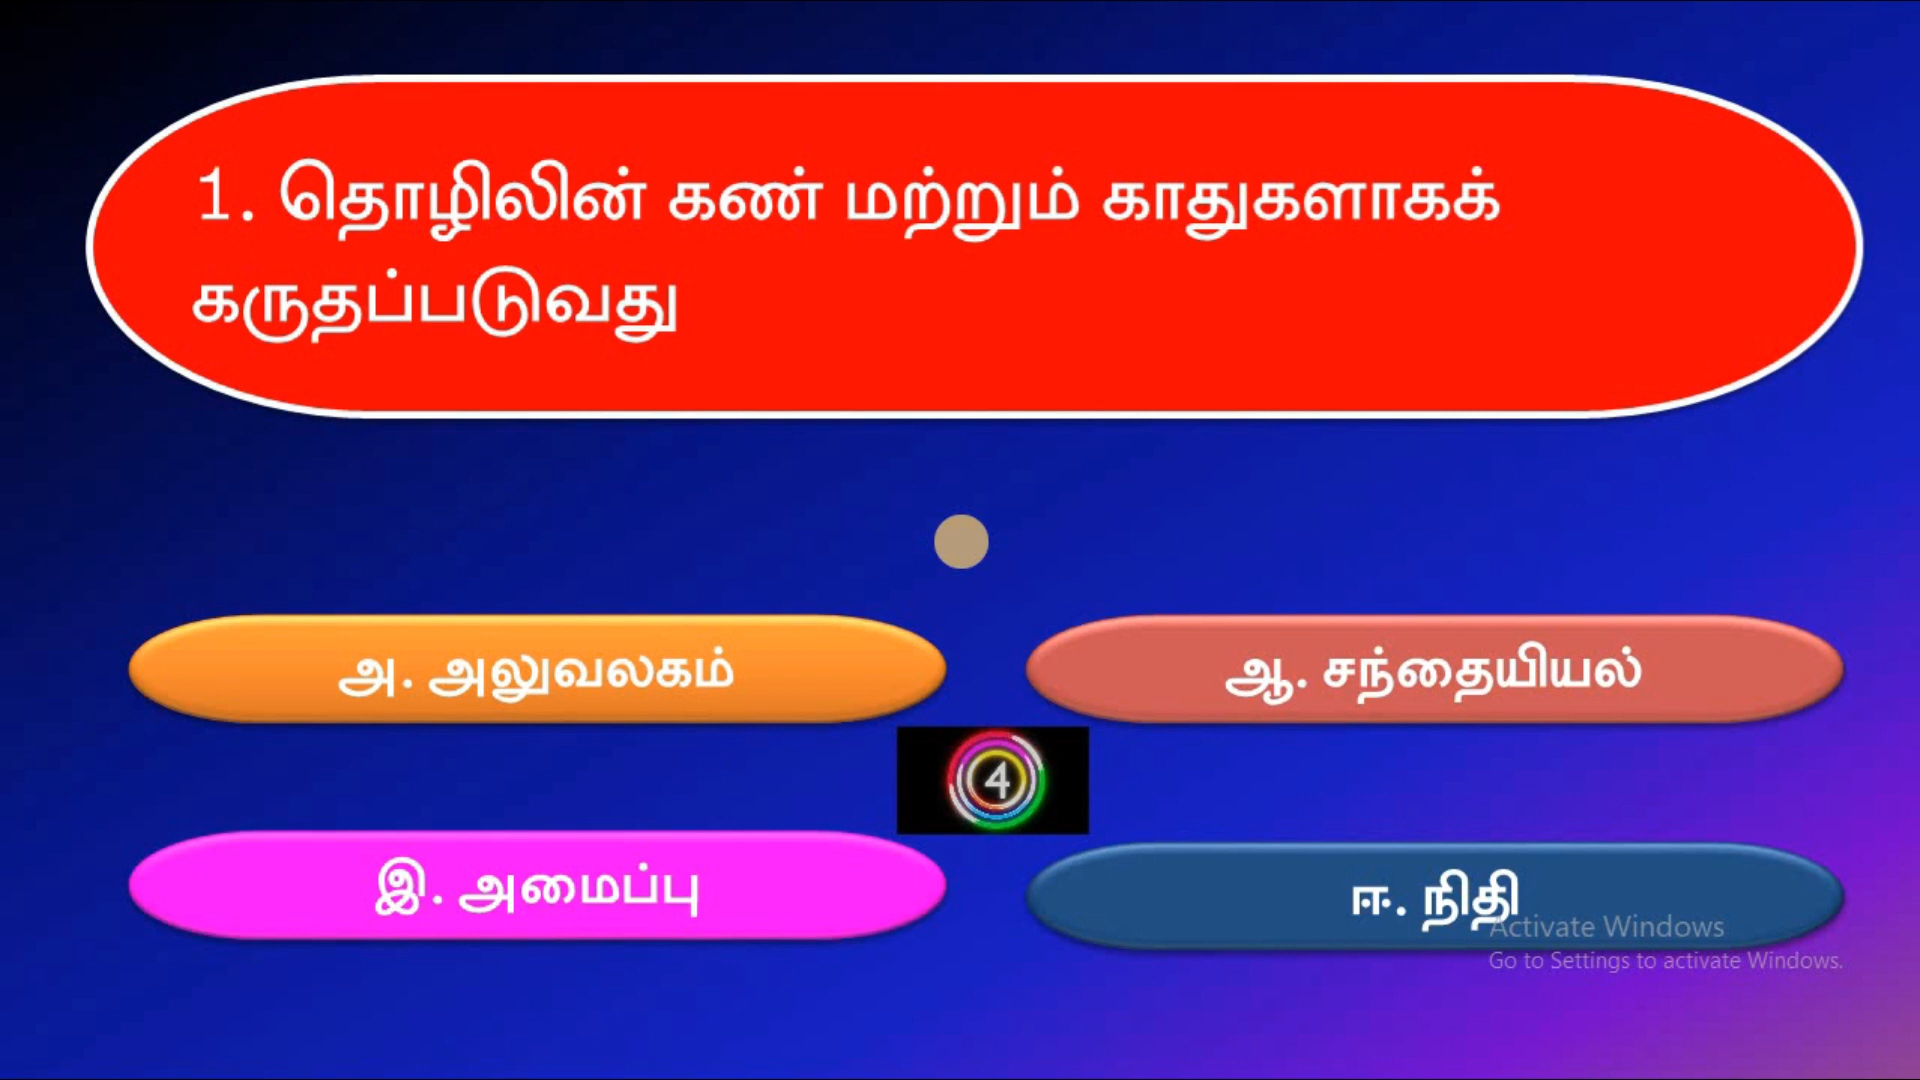 1. தொழிலின் கண் மற்றும் காதுகளாகக்
கருதப்படுவது
அ. அலுவலகம்
ஆ. சந்தையியல்
4
இ. அமைப்பு
ஈ. நிதி
Activate Windows
Go to Settings to activate Windows.